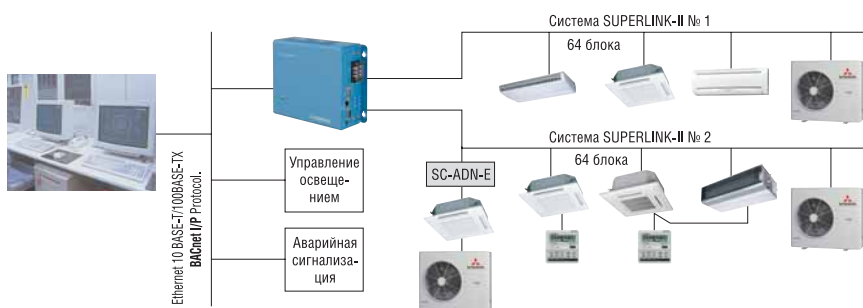 Система SUPERLINK-II № 1
64 блока
Система SUPERLINK-II № 2
64 блока
SC-ADN-E
Управление
освеще-
нием
Аварийная
сигнализа-
ция
Ethernet 10 BASE-T/100BASE-TX
BACnet I/P Protocol.